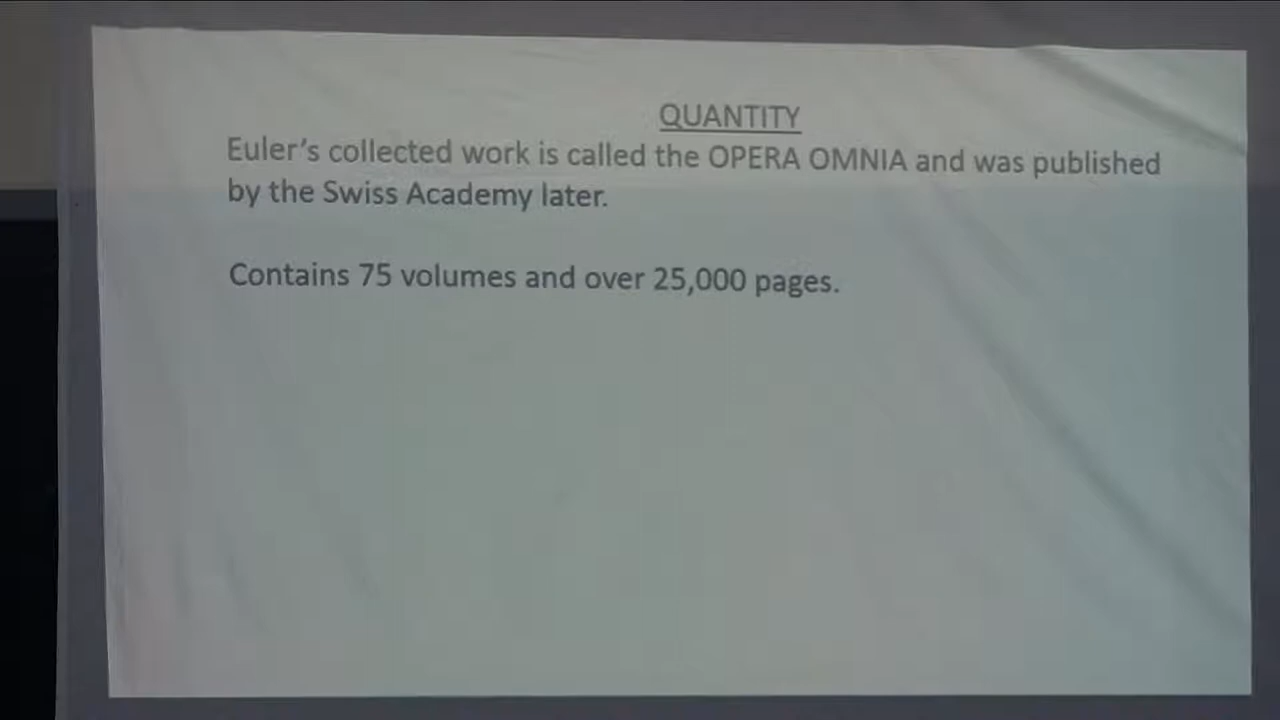 QUANTITY
Euler's collected work is called the OPERA OMNIA and was published
by the Swiss Academy later.
Contains 75 volumes and over 25,000 pages.